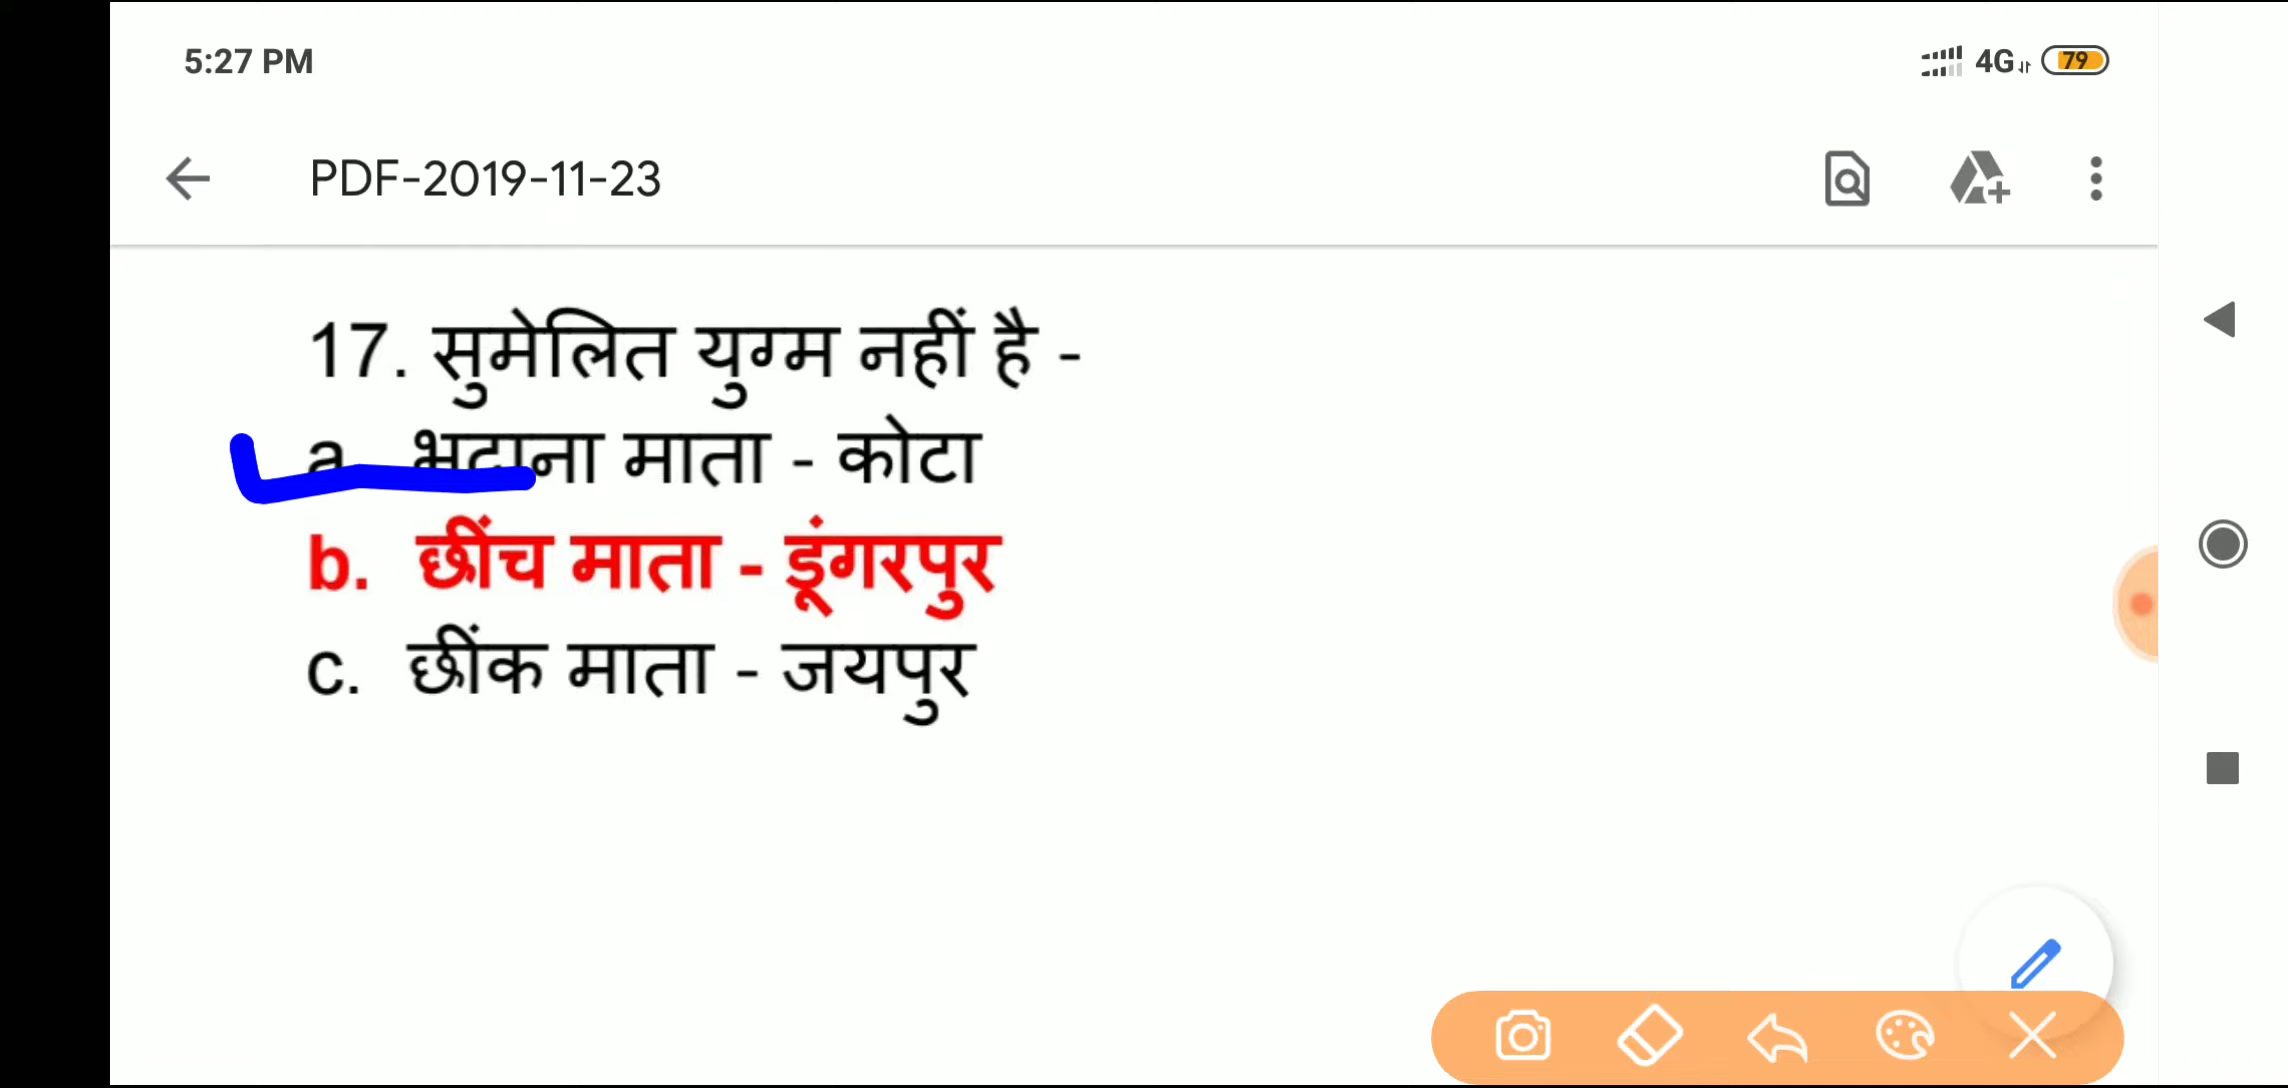 5:27 PM
4G 79
PDF-2019-11-23
17. सुमेलित युग्म नहीं है -
a. भदाना माता - कोटा
b. छींच माता - डूंगरपुर
c. छींक माता - जयपुर